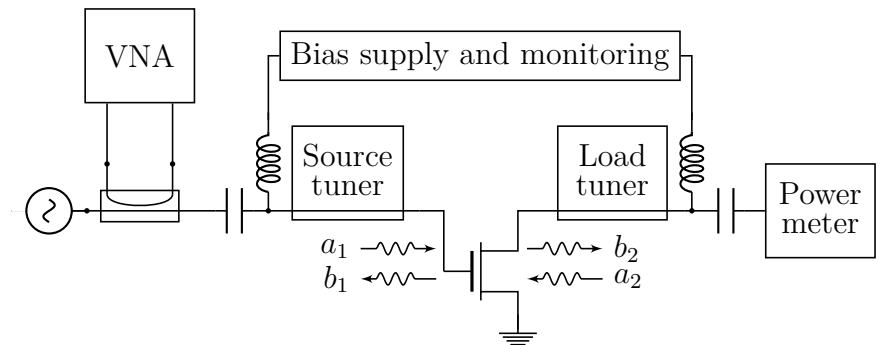 VNA
Bias supply and monitoring
Source
tuner
Load
tuner
Power
meter
a₁
b₁
b₂
a₂